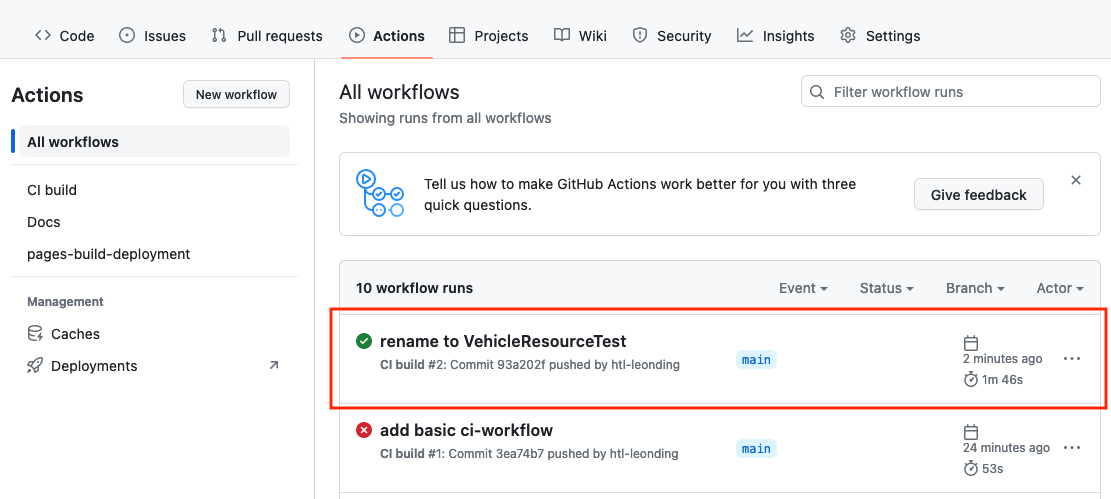 Code Issues Pull requests Actions Projects Wiki Security Insights Settings
Actions
New workflow
All workflows
CI build
Docs
pages-build-deployment
Management
Caches
Deployments
All workflows
Showing runs from all workflows
Filter workflow runs
Tell us how to make GitHub Actions work better for you with three
quick questions.
Give feedback
10 workflow runs
Event Status Branch Actor
rename to VehicleResourceTest
CI build #2: Commit 93a202f pushed by htl-leonding
main
2 minutes ago
1m 46s
add basic ci-workflow
CI build #1: Commit 3ea74b7 pushed by htl-leonding
main
24 minutes ago
53s